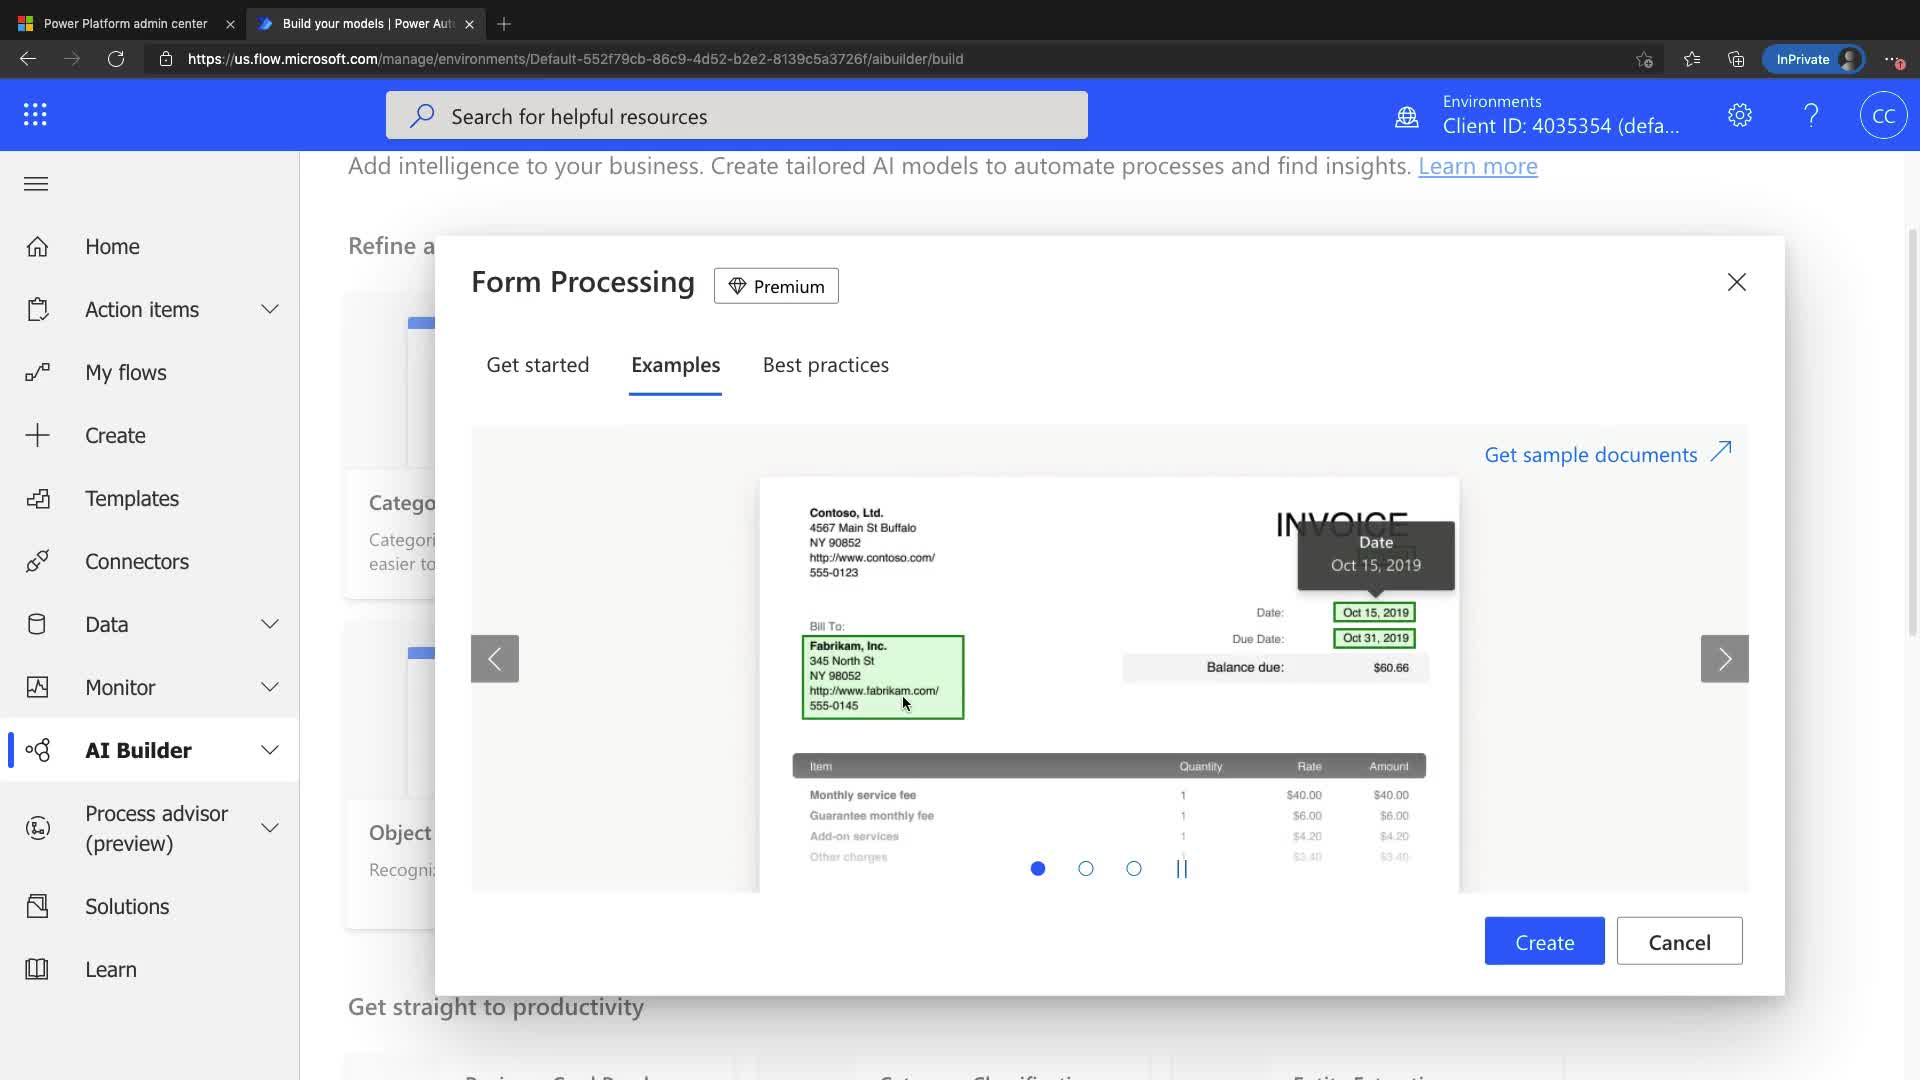 Power Platform admin center
Build your models | Power Aut
https://us.flow.microsoft.com/manage/environments/Default-552f79cb-86c9-4d52-b2e2-8139c5a3726f/aibuilder/build
InPrivate
Search for helpful resources
Environments
Client ID: 4035354 (defa...
CC
Home
Action items
My flows
Create
Templates
Connectors
Data
Monitor
AI Builder
Process advisor
(preview)
Solutions
Learn
Add intelligence to your business. Create tailored AI models to automate processes and find insights. Learn more
Refine a
Catego
Categori
easier to
Object
Recogni
Get straight to productivity
Form Processing
Premium
Get started
Examples
Best practices
Get sample documents
Contoso, Ltd.
4567 Main St Buffalo
NY 90852
http://www.contoso.com/
555-0123
INVOICE
Date
Oct 15, 2019
Date: Oct 15, 2019
Due Date: Oct 31, 2019
Balance due: $60.66
Bill To:
Fabrikam, Inc.
345 North St
NY 98052
http://www.fabrikam.com/
555-0145
Item Quantity Rate Amount
Monthly service fee 1 $40.00 $40.00
Guarantee monthly fee 1 $6.00 $6.00
Add-on services 1 $4.20 $4.20
Other charges $3.40 $3.40
Create
Cancel